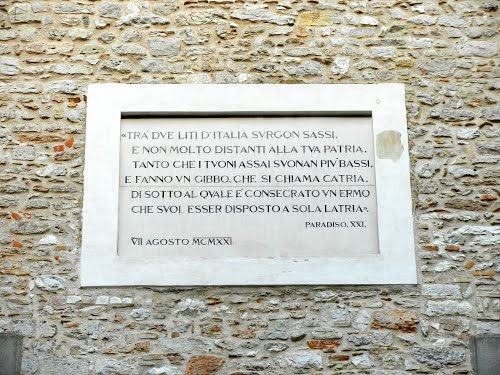 «TRA' DVE LITI D'ITALIA SVRGON SASSI,
E NON MOLTO DISTANTI ALLA TVA PATRIA,
TANTO CHE I TVONI ASSAI SVONAN PIV' BASSI,
E FANNO VN GIBBO, CHE SI CHIAMA CATRIA,
DI SOTTO AL QVALE E' CONSECRATO VN ERMO
CHE SVOL ESSER DISPOSTO A SOLA LATRIA».
PARADISO, XXI.
VII AGOSTO MCMXXI